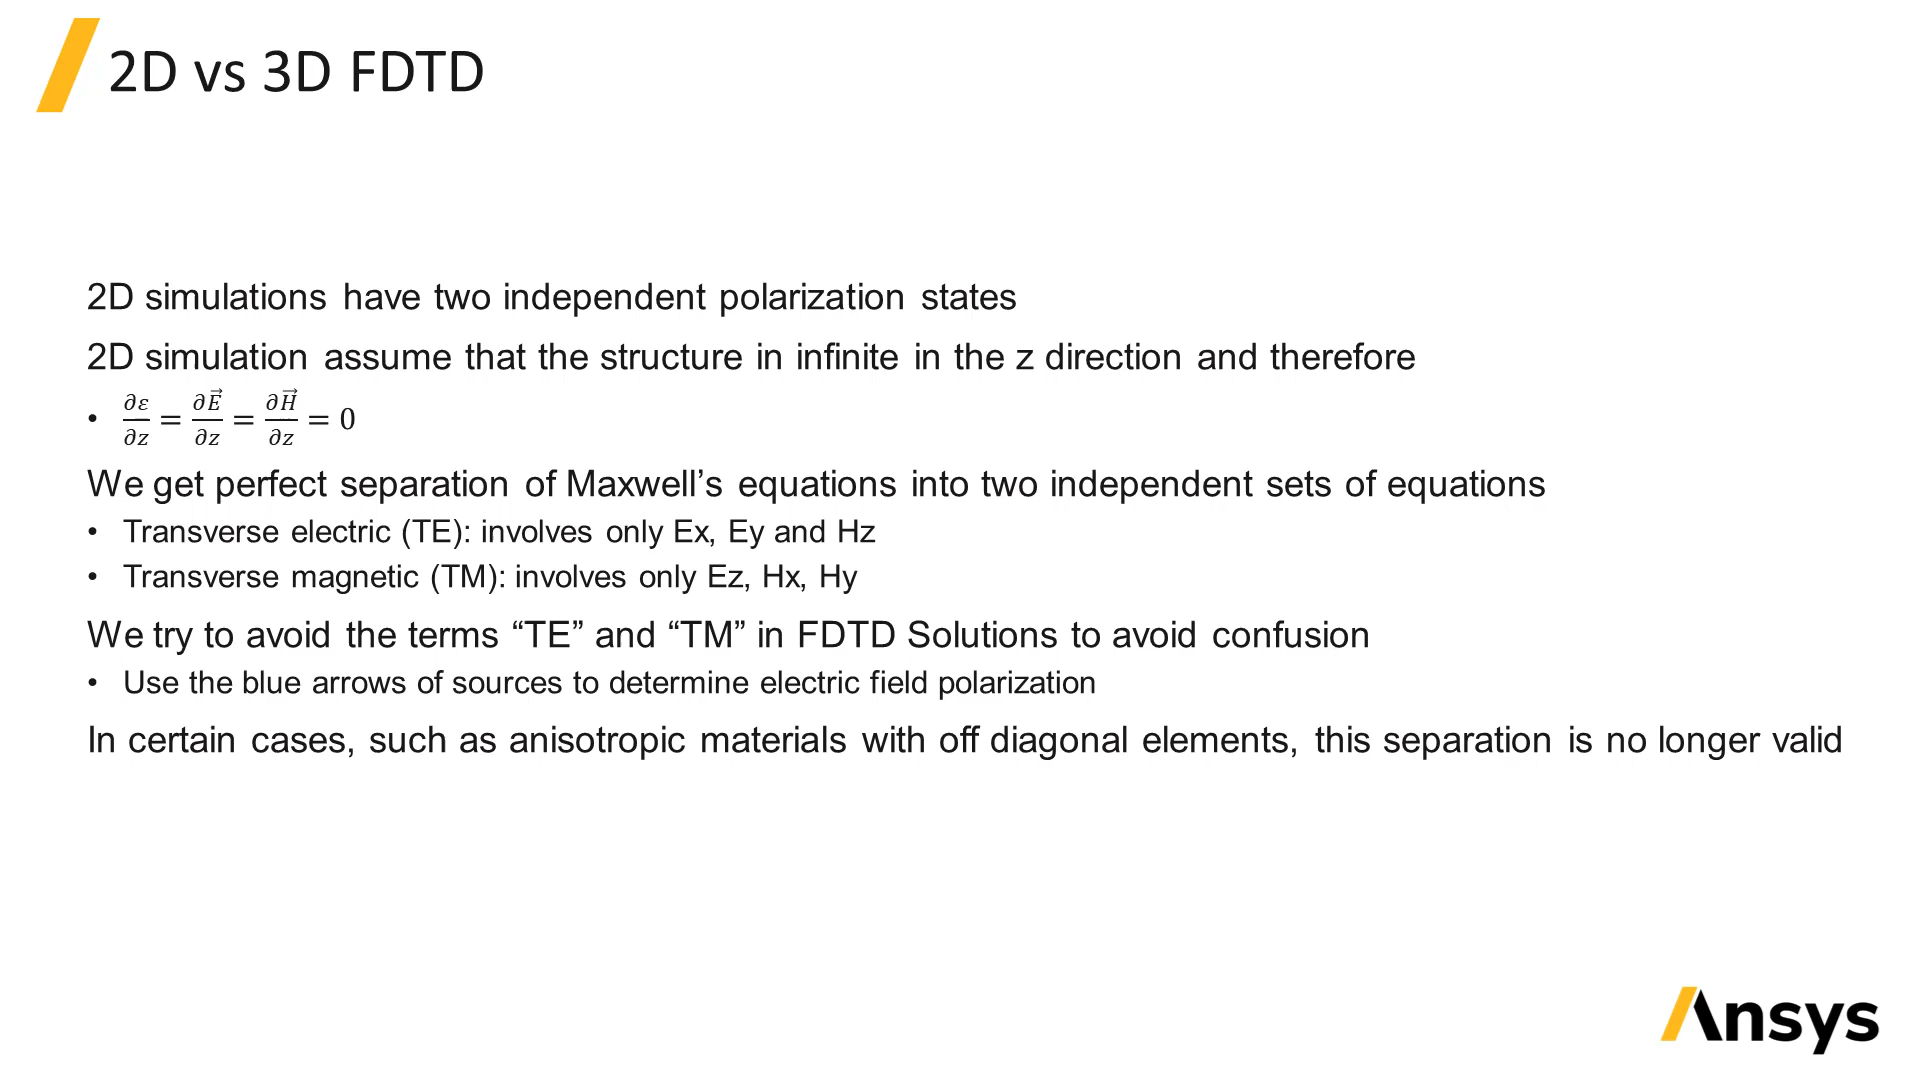 2D vs 3D FDTD
2D simulations have two independent polarization states
2D simulation assume that the structure in infinite in the z direction and therefore
• ∂ε/∂z = ∂E⃗/∂z = ∂H⃗/∂z = 0
We get perfect separation of Maxwell’s equations into two independent sets of equations
• Transverse electric (TE): involves only Ex, Ey and Hz
• Transverse magnetic (TM): involves only Ez, Hx, Hy
We try to avoid the terms “TE” and “TM” in FDTD Solutions to avoid confusion
• Use the blue arrows of sources to determine electric field polarization
In certain cases, such as anisotropic materials with off diagonal elements, this separation is no longer valid
Ansys